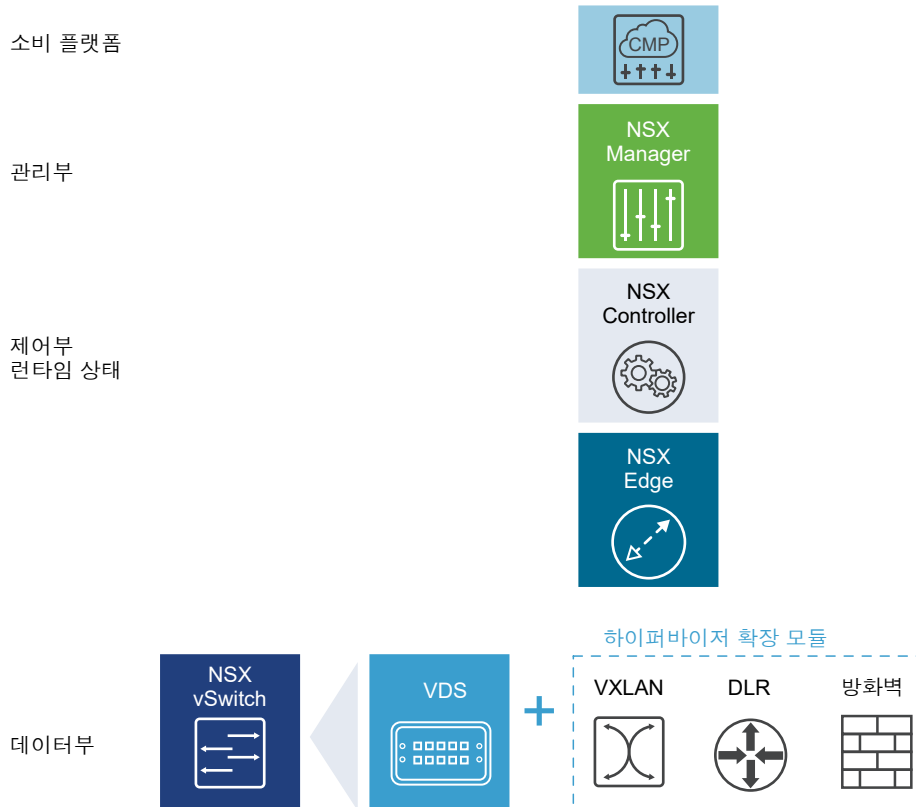 소비 플랫폼
CMP
관리부
NSX
Manager
제어부
런타임 상태
NSX
Controller
NSX
Edge
하이퍼바이저 확장 모듈
데이터부
NSX
vSwitch
VDS
+
VXLAN
DLR
방화벽